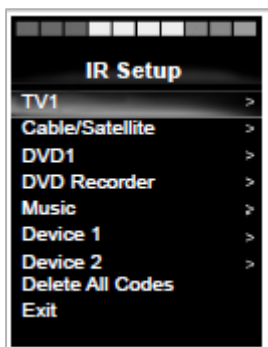 IR Setup
TV1 >
Cable/Satellite >
DVD1 >
DVD Recorder >
Music >
Device 1 >
Device 2 >
Delete All Codes
Exit